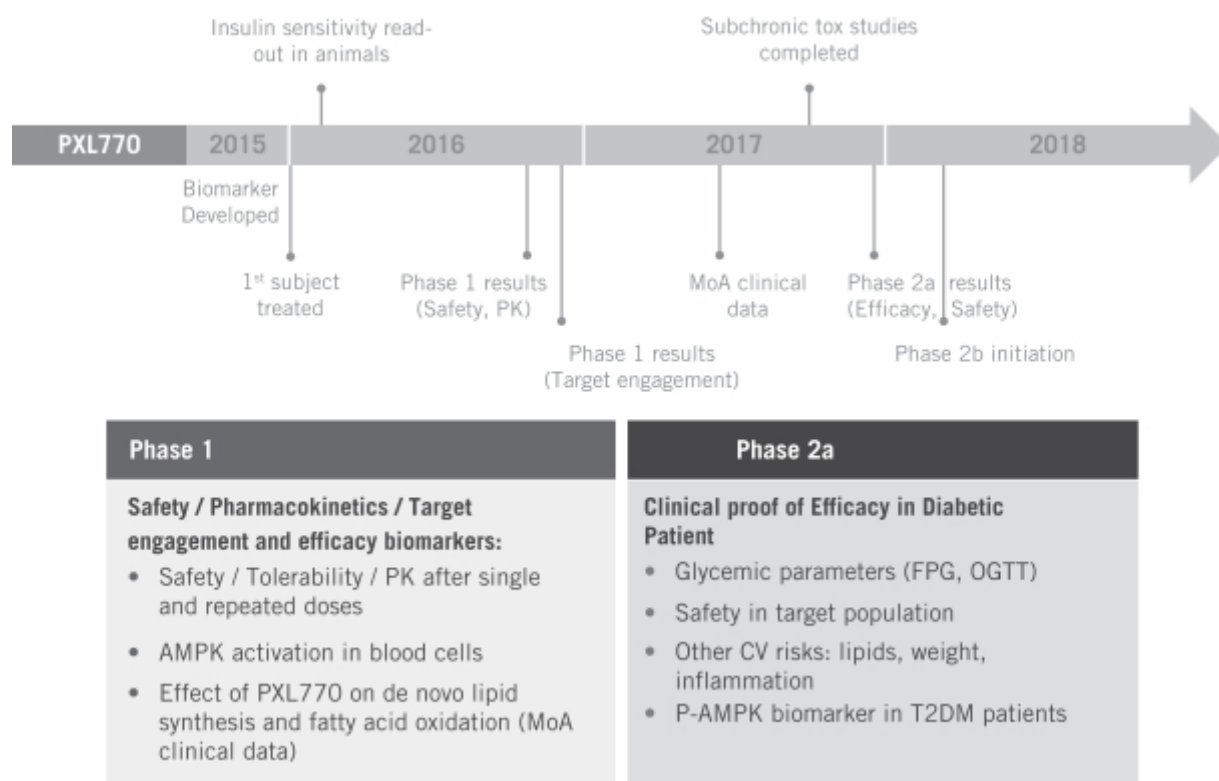 Insulin sensitivity read-
out in animals
Subchronic tox studies
completed
PXL770
2015
2016
2017
2018
Biomarker
Developed
1st subject
treated
Phase 1 results
(Safety, PK)
Phase 1 results
(Target engagement)
MoA clinical
data
Phase 2a results
(Efficacy, Safety)
Phase 2b initiation
Phase 1
Safety / Pharmacokinetics / Target
engagement and efficacy biomarkers:
• Safety / Tolerability / PK after single
and repeated doses
• AMPK activation in blood cells
• Effect of PXL770 on de novo lipid
synthesis and fatty acid oxidation (MoA
clinical data)
Phase 2a
Clinical proof of Efficacy in Diabetic
Patient
• Glycemic parameters (FPG, OGTT)
• Safety in target population
• Other CV risks: lipids, weight,
inflammation
• P-AMPK biomarker in T2DM patients